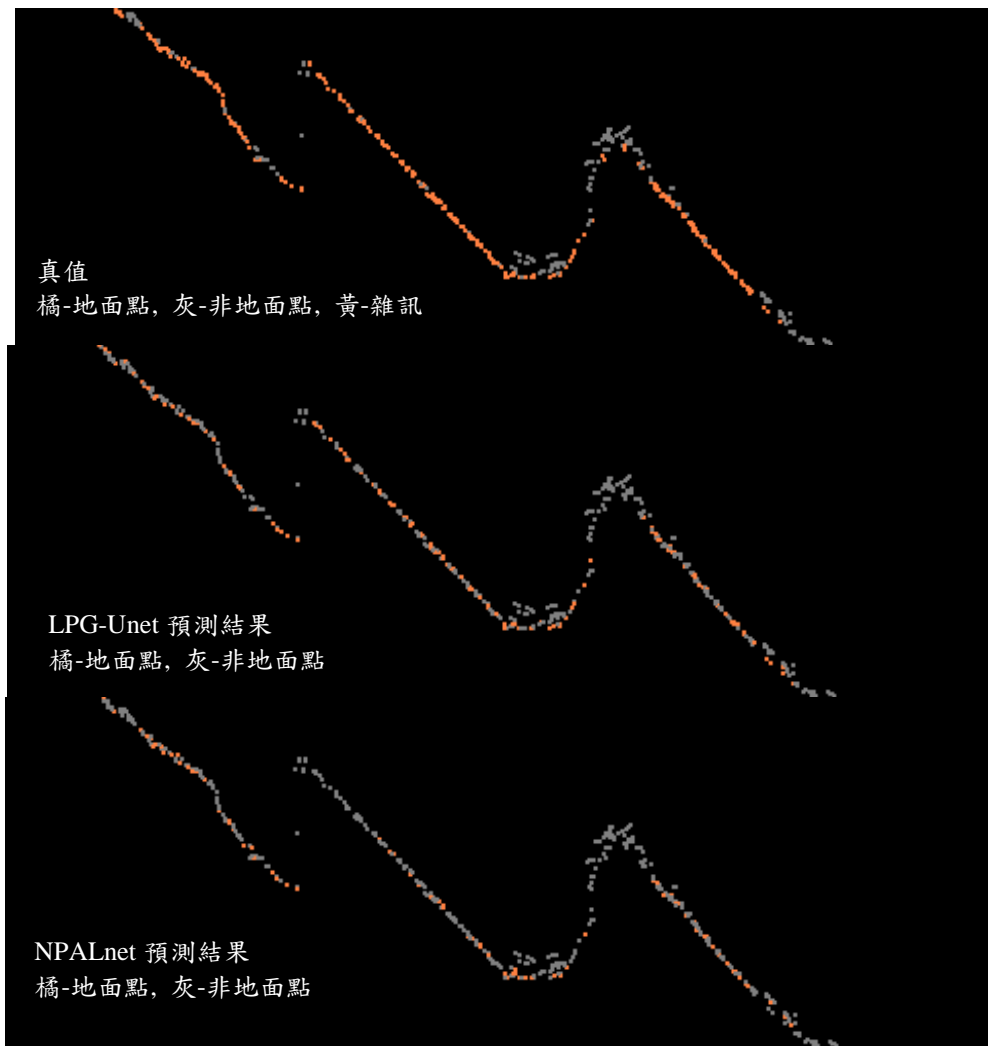 真值
橘-地面點, 灰-非地面點, 黃-雜訊
LPG-Unet 預測結果
橘-地面點, 灰-非地面點
NPALnet 預測結果
橘-地面點, 灰-非地面點